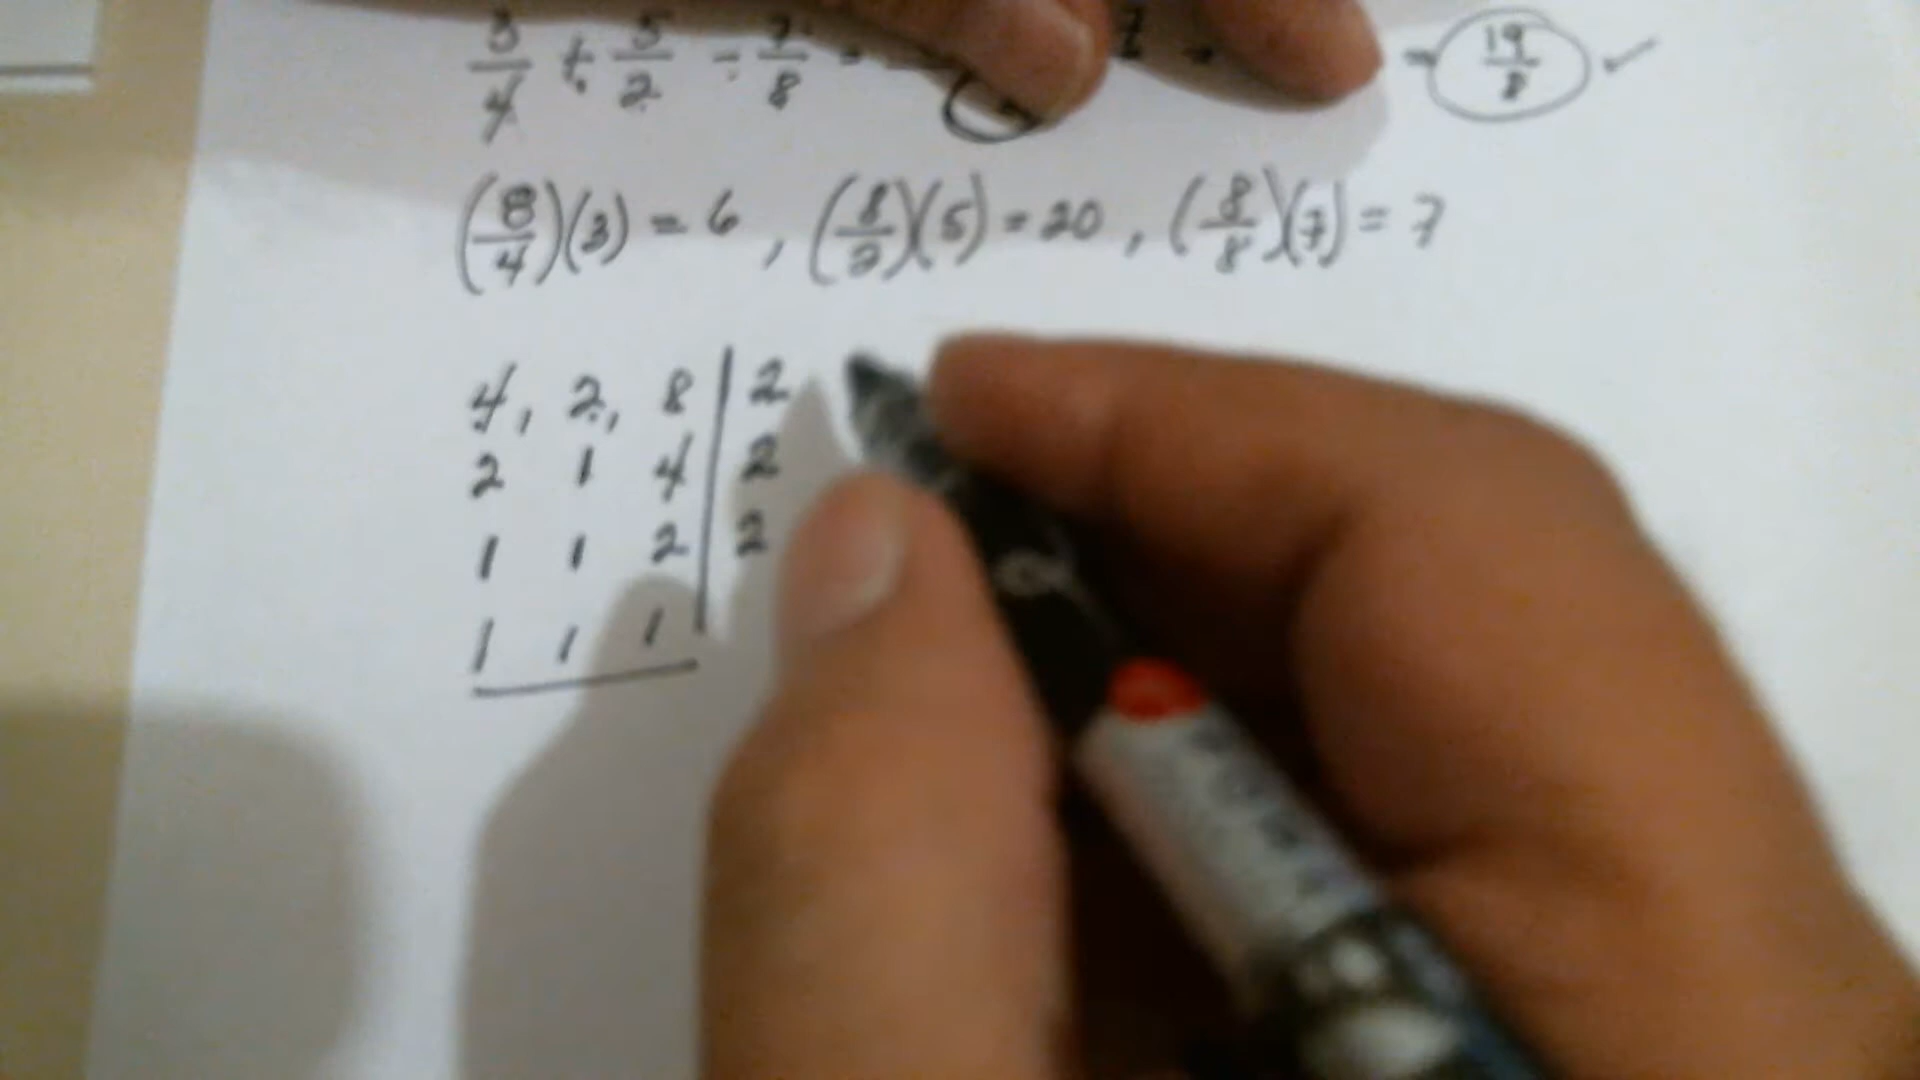 3/4 + 5/2 - 7/8 = = 19/8 ✓
(8/4)(3) = 6 , (8/2)(5) = 20 , (8/8)(7) = 7
4, 2, 8 | 2
2 1 4 | 2
1 1 2 | 2
1 1 1